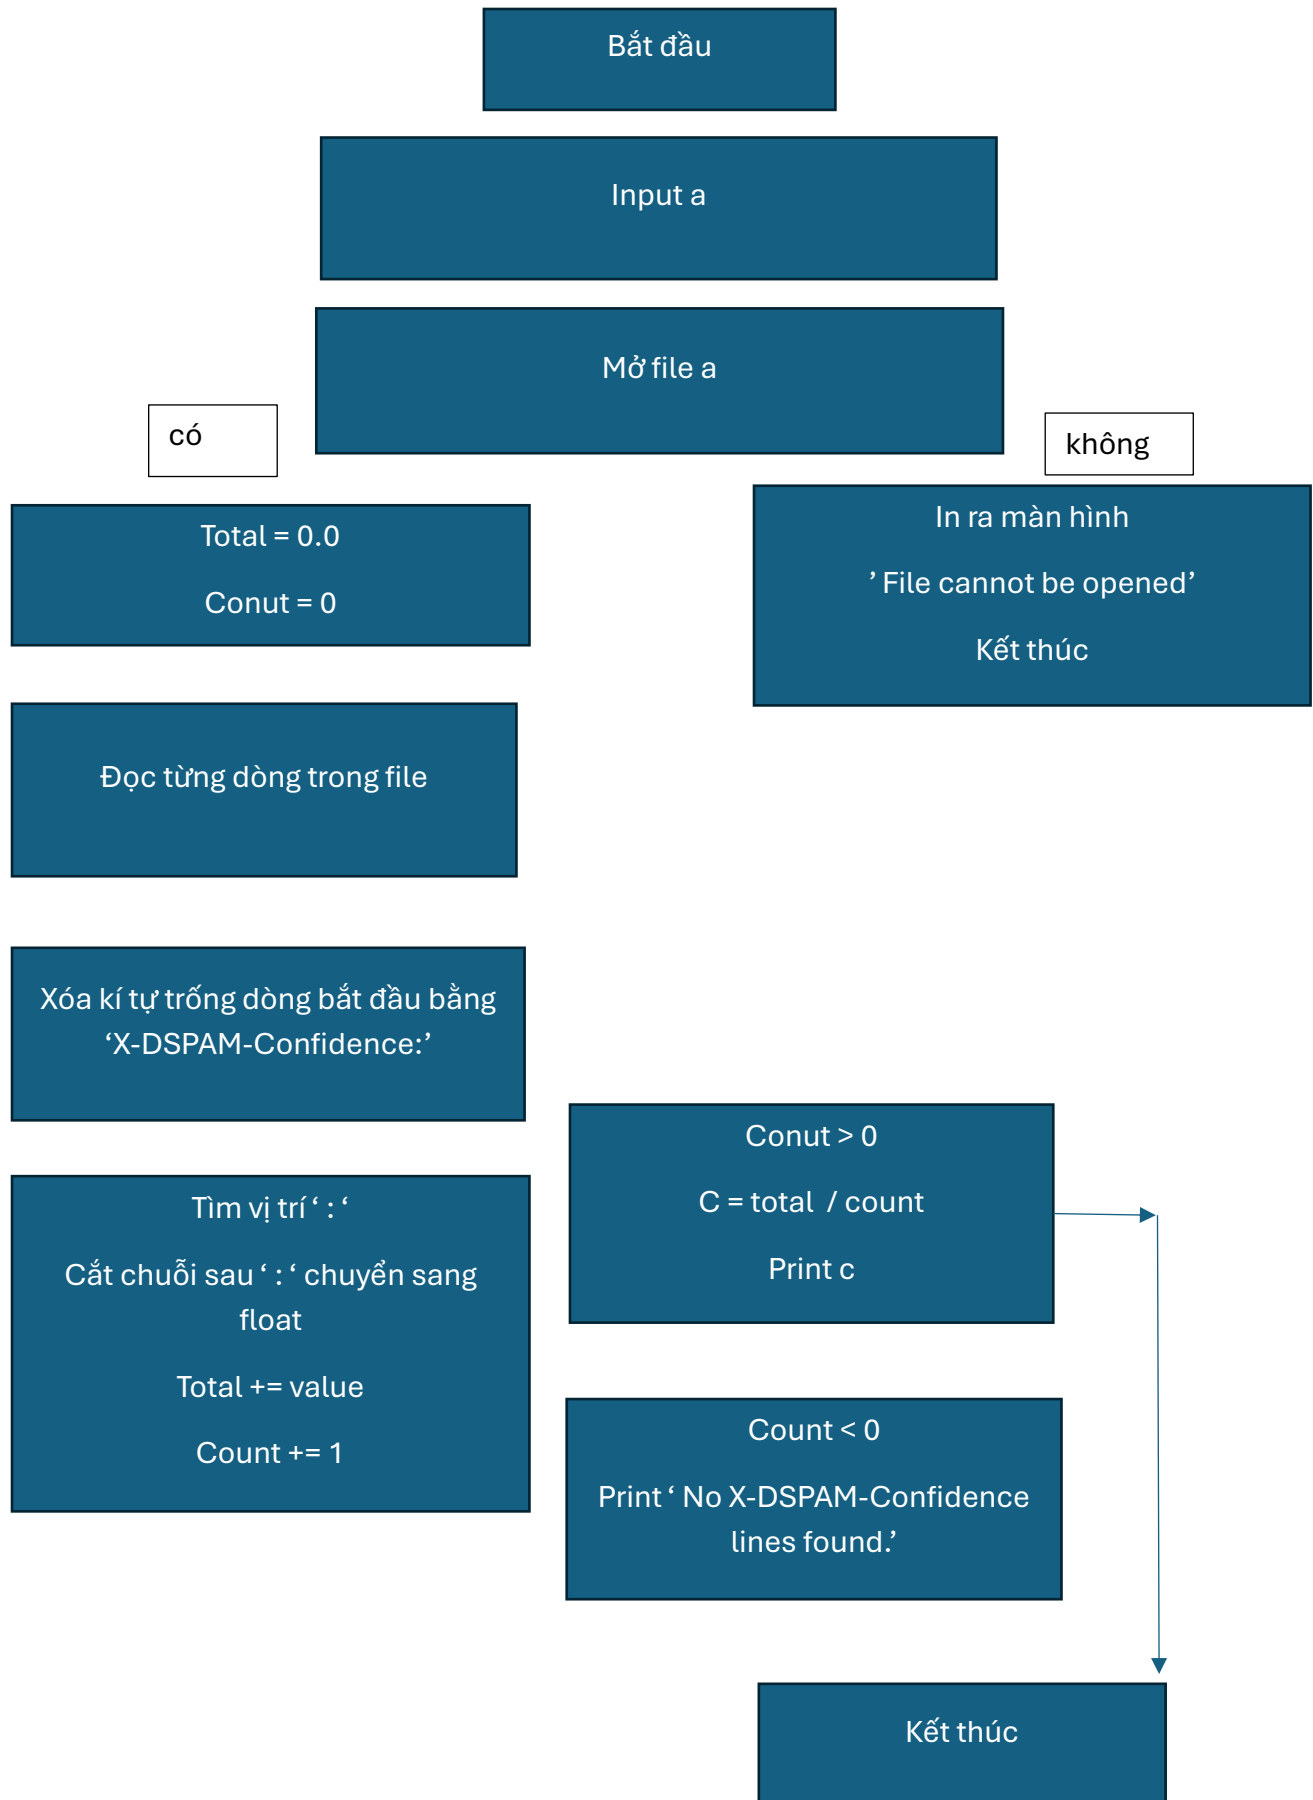 Bắt đầu
Input a
Mở file a
có
không
Total = 0.0
Conut = 0
In ra màn hình
’ File cannot be opened’
Kết thúc
Đọc từng dòng trong file
Xóa kí tự trống dòng bắt đầu bằng
‘X-DSPAM-Confidence:’
Tìm vị trí ‘ : ‘
Cắt chuỗi sau ‘ : ‘ chuyển sang
float
Total += value
Count += 1
Conut > 0
C = total  / count
Print c
Count < 0
Print ‘ No X-DSPAM-Confidence
lines found.’
Kết thúc